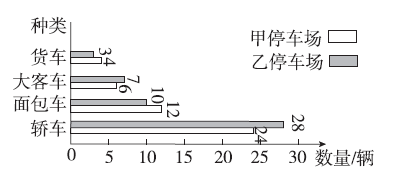 种类
甲停车场
乙停车场
货车 3 4
大客车 7 6
面包车 10 12
轿车 28 24
0 5 10 15 20 25 30 数量/辆